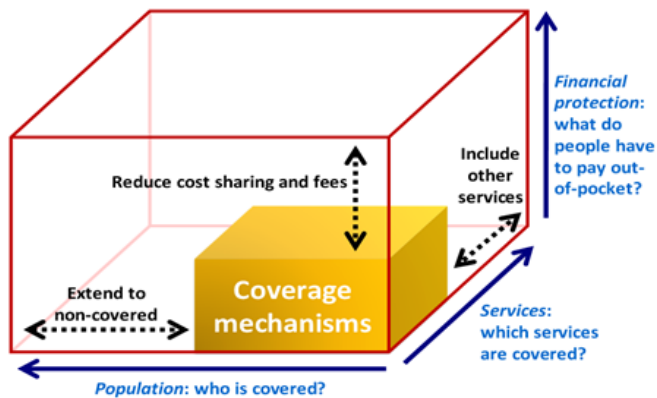 Financial
protection:
what do
people have
to pay out-
of-pocket?
Include
other
services
Reduce cost sharing and fees
Extend to
non-covered
Coverage
mechanisms
Services:
which services
are covered?
Population: who is covered?